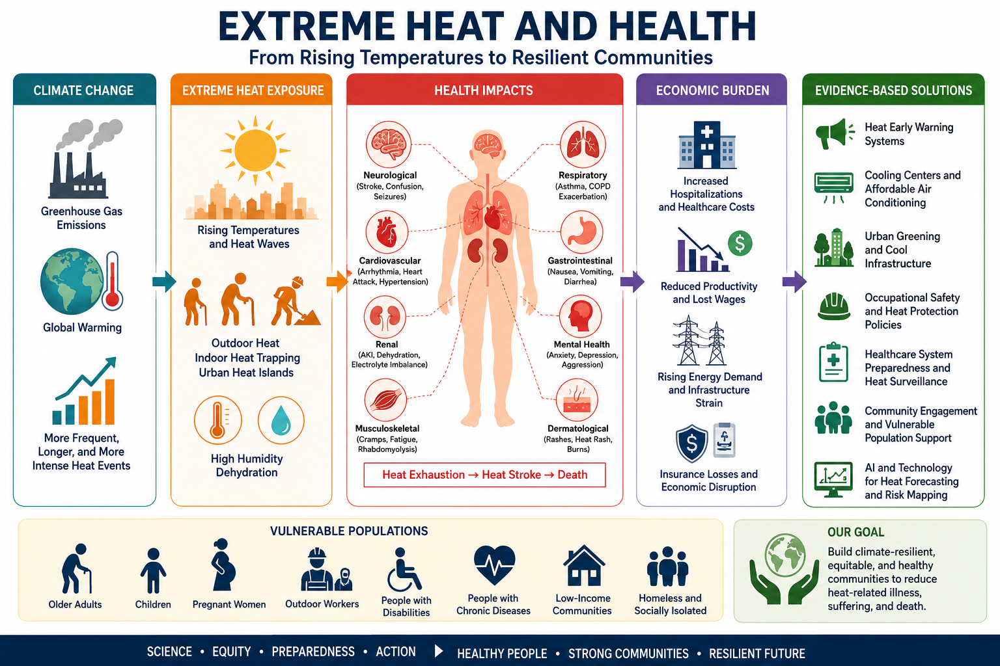 EXTREME HEAT AND HEALTH
From Rising Temperatures to Resilient Communities
CLIMATE CHANGE
Greenhouse Gas
Emissions
Global Warming
More Frequent,
Longer, and More
Intense Heat Events
EXTREME HEAT EXPOSURE
Rising Temperatures
and Heat Waves
Outdoor Heat
Indoor Heat Trapping
Urban Heat Islands
High Humidity
Dehydration
HEALTH IMPACTS
Neurological
(Stroke, Confusion,
Seizures)
Cardiovascular
(Arrhythmia, Heart
Attack, Hypertension)
Renal
(AKI, Dehydration,
Electrolyte Imbalance)
Musculoskeletal
(Cramps, Fatigue,
Rhabdomyolysis)
Respiratory
(Asthma, COPD
Exacerbation)
Gastrointestinal
(Nausea, Vomiting,
Diarrhea)
Mental Health
(Anxiety, Depression,
Aggression)
Dermatological
(Rashes, Heat Rash,
Burns)
Heat Exhaustion → Heat Stroke → Death
ECONOMIC BURDEN
Increased
Hospitalizations
and Healthcare Costs
$
Reduced Productivity
and Lost Wages
Rising Energy Demand
and Infrastructure
Strain
$
Insurance Losses and
Economic Disruption
EVIDENCE-BASED SOLUTIONS
Heat Early Warning
Systems
Cooling Centers and
Affordable Air
Conditioning
Urban Greening
and Cool
Infrastructure
Occupational Safety
and Heat Protection
Policies
Healthcare System
Preparedness and
Heat Surveillance
Community Engagement
and Vulnerable
Population Support
AI and Technology
for Heat Forecasting
and Risk Mapping
VULNERABLE POPULATIONS
Older Adults
Children
Pregnant Women
Outdoor Workers
People with
Disabilities
People with
Chronic Diseases
Low-Income
Communities
Homeless and
Socially Isolated
OUR GOAL
Build climate-resilient,
equitable, and healthy
communities to reduce
heat-related illness,
suffering, and death.
SCIENCE • EQUITY • PREPAREDNESS • ACTION ▶ HEALTHY PEOPLE • STRONG COMMUNITIES • RESILIENT FUTURE